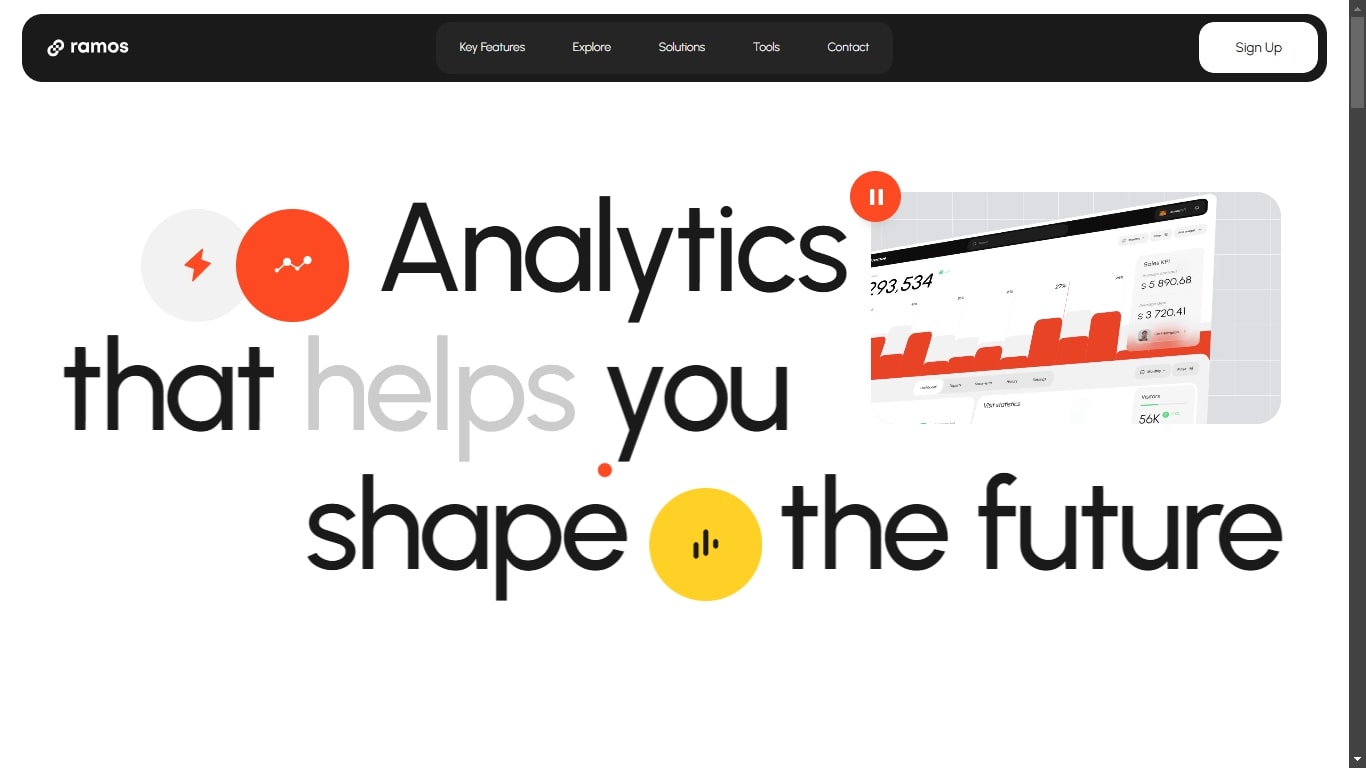 ramos
Key Features
Explore
Solutions
Tools
Contact
Sign Up
Analytics
that helps you
shape the future
293,534
27%
Sales KPI
$ 5 890,68
$ 3 720.41
Visit statistics
Visitors
56K